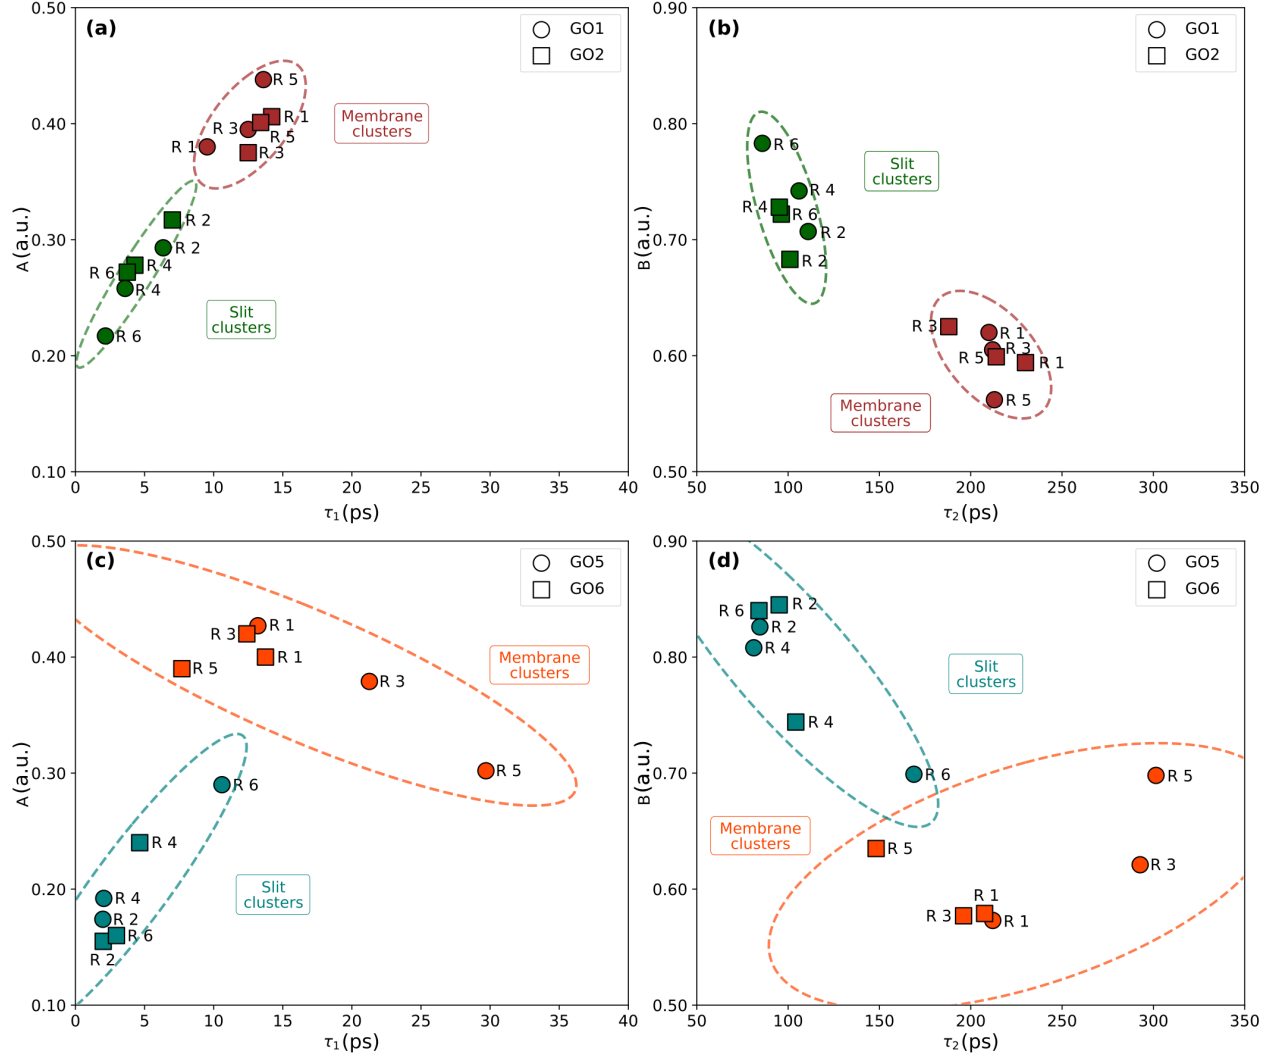 (a)
GO1
GO2
0.50
0.40
0.30
0.20
0.10
A (a.u.)
R 5
R 1
R 3
R 5
R 1
R 3
Membrane
clusters
R 2
R 2
R 4
R 6
R 4
R 6
Slit
clusters
0 5 10 15 20 25 30 35 40
τ1(ps)
(b)
GO1
GO2
0.90
0.80
0.70
0.60
0.50
B (a.u.)
R 6
R 4
R 4
R 6
R 2
R 2
Slit
clusters
R 3
R 1
R 3
R 5
R 1
R 5
Membrane
clusters
50 100 150 200 250 300 350
τ2(ps)
(c)
GO5
GO6
0.50
0.40
0.30
0.20
0.10
A (a.u.)
R 1
R 3
R 1
R 5
R 3
R 5
Membrane
clusters
R 6
R 4
R 4
R 2
R 6
R 2
Slit
clusters
0 5 10 15 20 25 30 35 40
τ1(ps)
(d)
GO5
GO6
0.90
0.80
0.70
0.60
0.50
B (a.u.)
R 6
R 2
R 2
R 4
R 4
R 6
Slit
clusters
R 5
R 5
R 3
R 1
R 3
R 1
Membrane
clusters
50 100 150 200 250 300 350
τ2(ps)